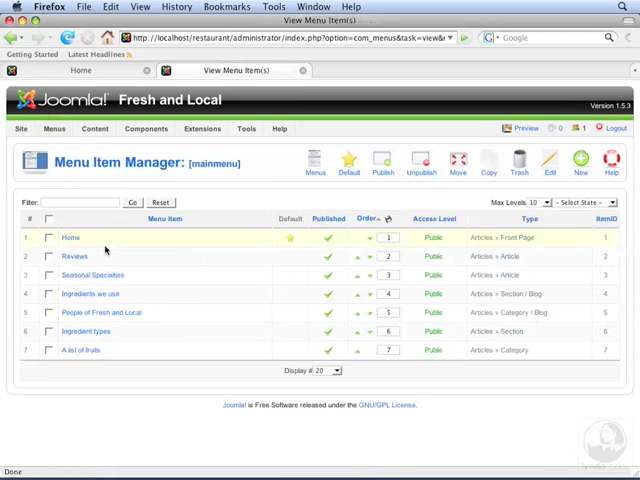 Firefox File Edit View History Bookmarks Tools Window Help
View Menu Item(s)
http://localhost/restaurant/administrator/index.php?option=com_menus&task=view&
Google
Getting Started Latest Headlines
Home View Menu Item(s)
Joomla! Fresh and Local Version 1.5.3
Site Menus Content Components Extensions Tools Help Preview 0 1 Logout
Menu Item Manager: [mainmenu]
Menus Default Publish Unpublish Move Copy Trash Edit New Help
Filter: Go Reset Max Levels 10 - Select State -
# Menu Item Default Published Order Access Level Type ItemID
1 Home 1 Public Articles » Front Page 1
2 Reviews 2 Public Articles » Article 2
3 Seasonal Specialties 3 Public Articles » Article 3
4 Ingredients we use 4 Public Articles » Section / Blog 4
5 People of Fresh and Local 5 Public Articles » Category / Blog 5
6 Ingredient types 6 Public Articles » Section 6
7 A list of fruits 7 Public Articles » Category 7
Display # 20
Joomla! is Free Software released under the GNU/GPL License.
lynda.com
Done